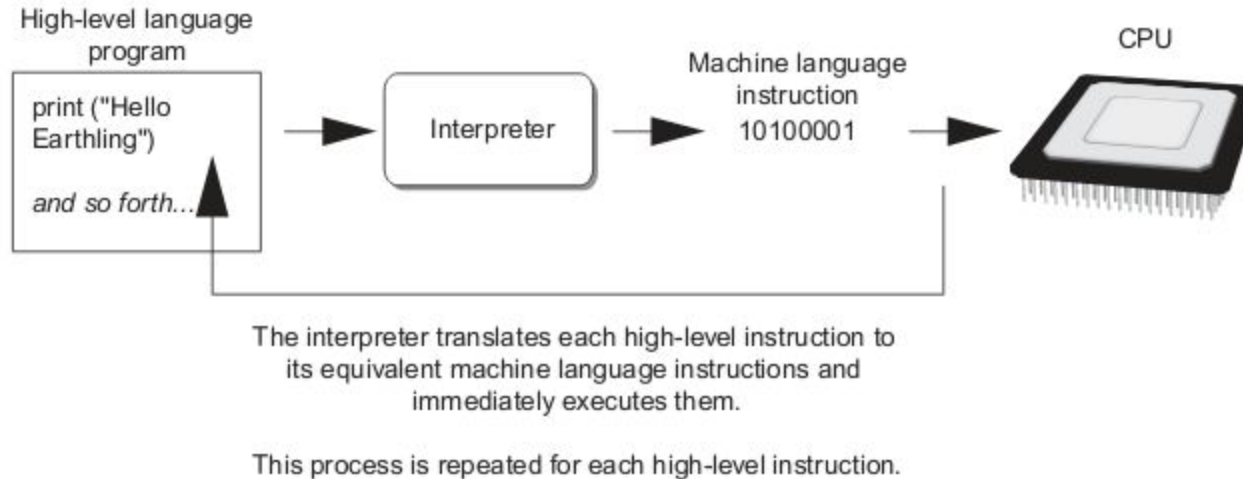 High-level language
program
print ("Hello
Earthling")
and so forth...
Interpreter
Machine language
instruction
10100001
CPU
The interpreter translates each high-level instruction to
its equivalent machine language instructions and
immediately executes them.
This process is repeated for each high-level instruction.